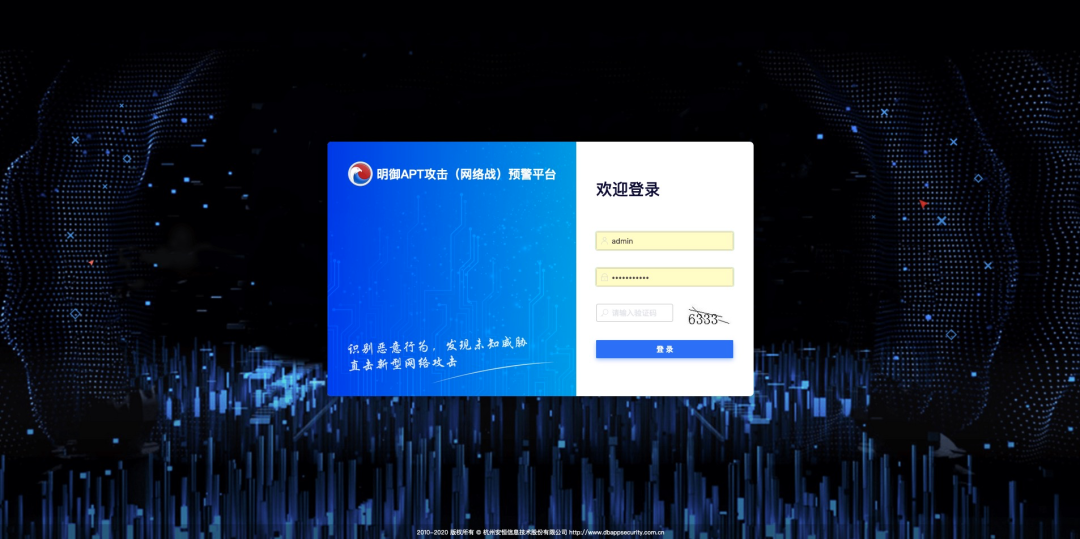 明御APT攻击（网络战）预警平台
识别恶意行为，发现未知威胁
直击新型网络攻击
欢迎登录
admin
•••••••••••
请输入验证码
6333
登录
2010-2020 版权所有 © 杭州安恒信息技术股份有限公司 http://www.dbappsecurity.com.cn